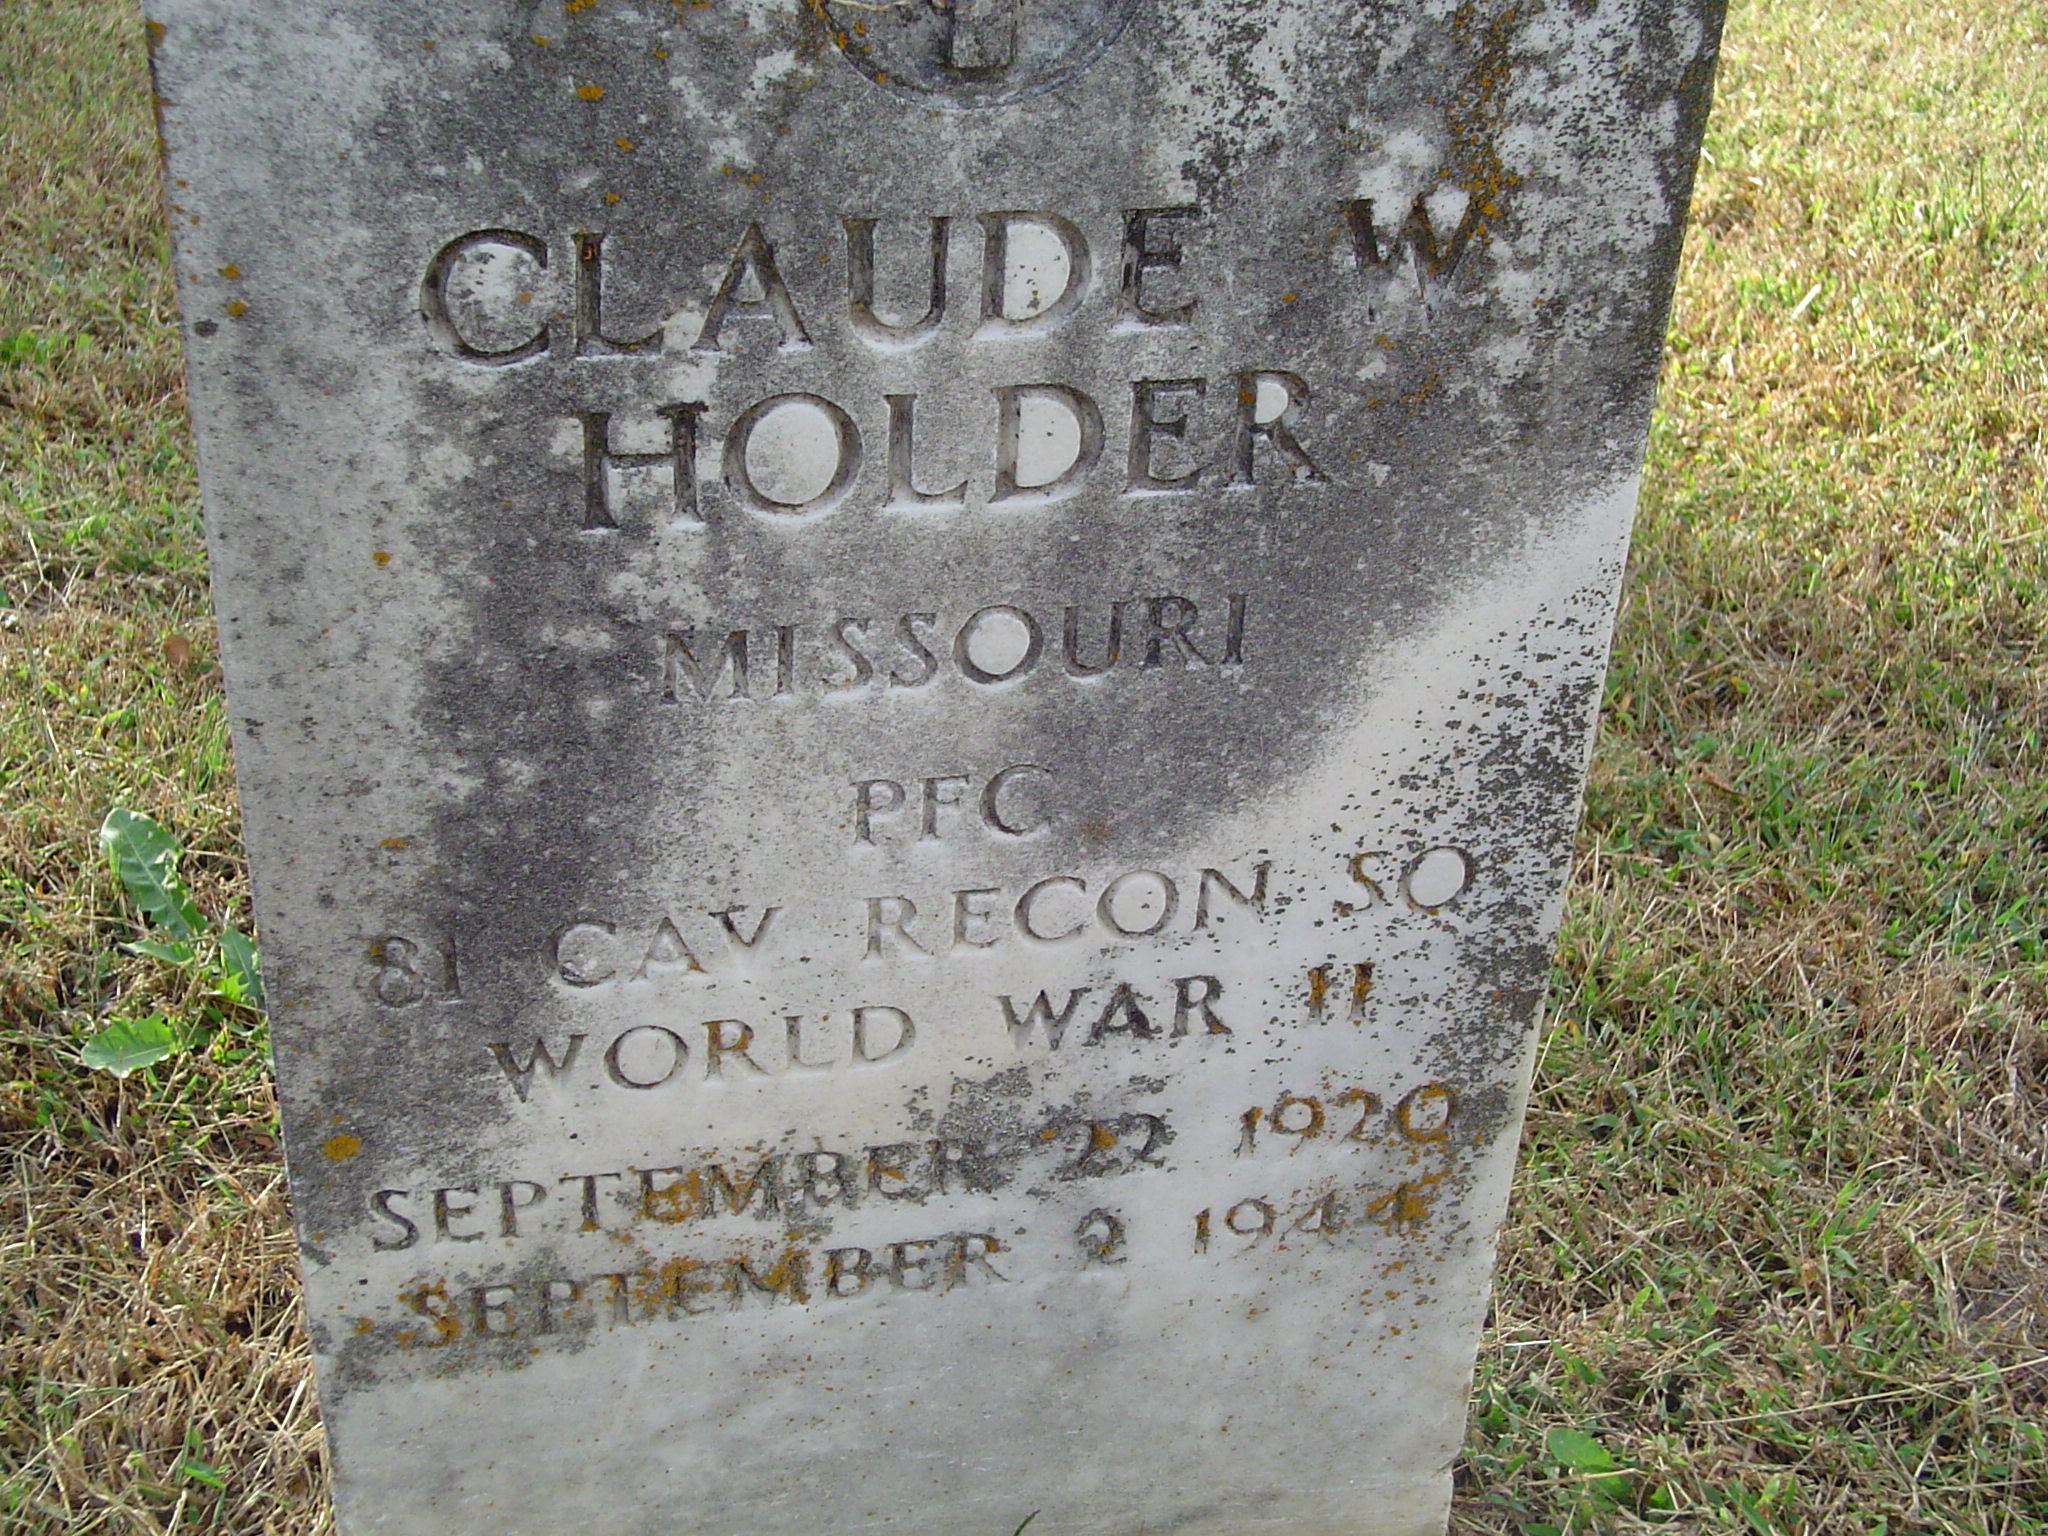 CLAUDE W
HOLDER
MISSOURI
PFC
81 CAV RECON SQ
WORLD WAR II
SEPTEMBER 22 1920
SEPTEMBER 2 1944